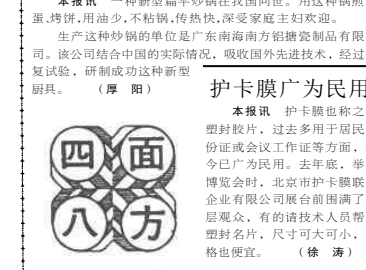 本报讯　一种新型扁平炒锅在我国问世。用这种锅煎
蛋、烤饼,用油少,不粘锅,传热快,深受家庭主妇欢迎。
生产这种炒锅的单位是广东南海南方铝搪瓷制品有限
司。该公司结合中国的实际情况，吸收国外先进技术，经过
复试验，研制成功这种新型
厨具。　（厚　阳）
四面
八方
护卡膜广为民用
本报讯　护卡膜也称之
塑封胶片，过去多用于居民
份证或会议工作证等方面，
今已广为民用。去年底，举
博览会时，北京市护卡膜联
企业有限公司展台前围满了
层观众，有的请技术人员帮
塑封名片，尺寸可大可小，
格也便宜。　（徐　涛）